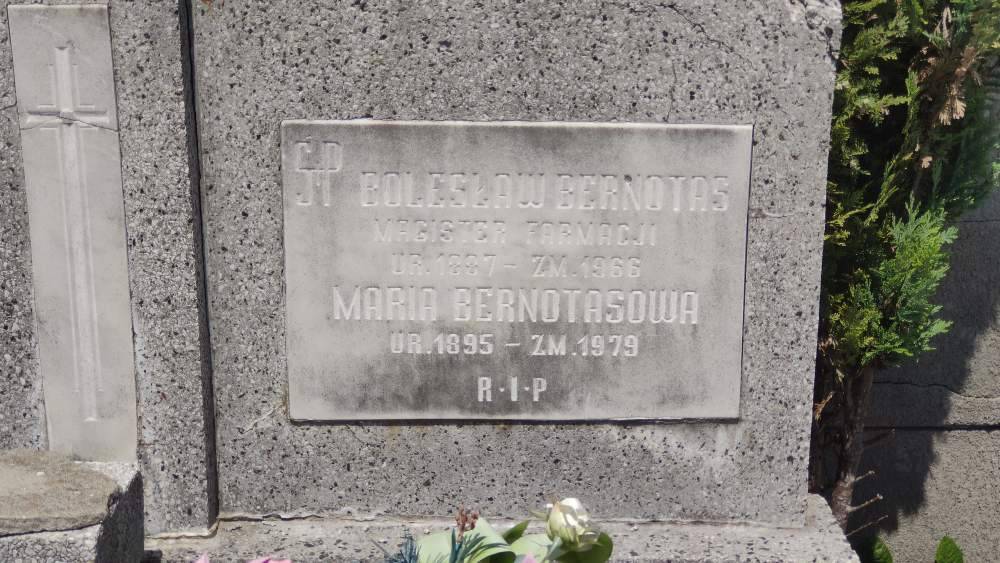 ŚP BOLESŁAW BERNOTAS
MAGISTER FARMACJI
UR.1887 - ZM.1966
MARIA BERNOTASOWA
UR.1895 - ZM.1979
R·I·P